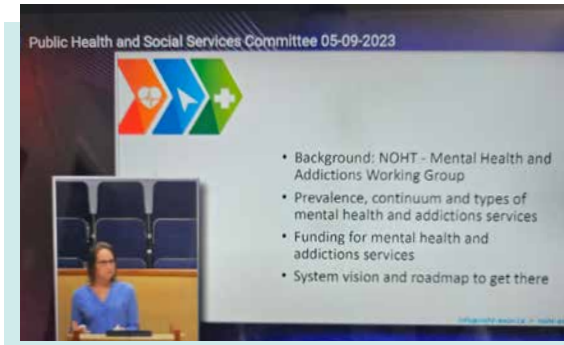 Public Health and Social Services Committee 05-09-2023
• Background: NOHT - Mental Health and
Addictions Working Group
• Prevalence, continuum and types of
mental health and addictions services
• Funding for mental health and
addictions services
• System vision and roadmap to get there